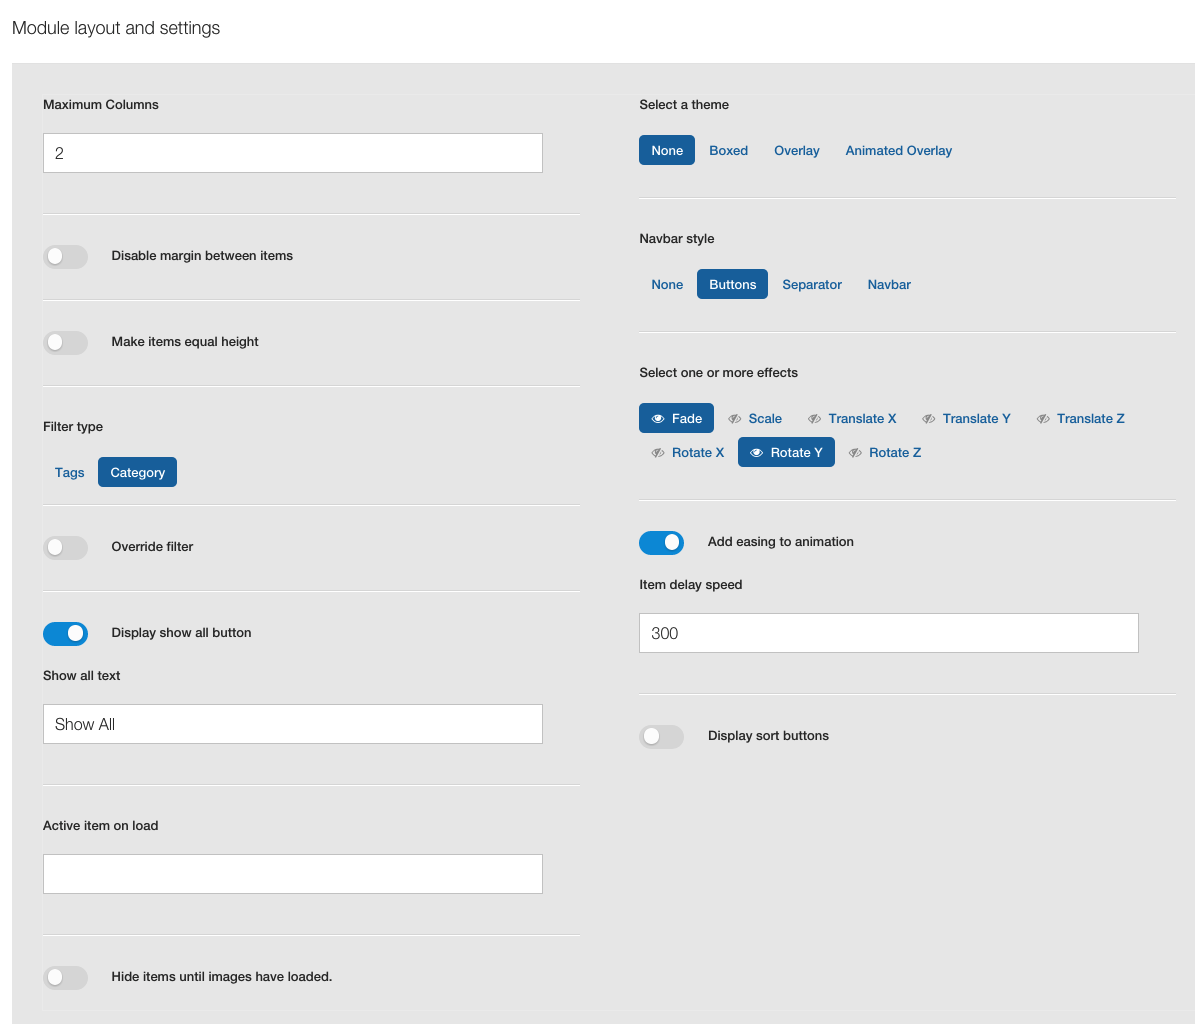 Module layout and settings
Maximum Columns
2
Disable margin between items
Make items equal height
Filter type
Tags Category
Override filter
Display show all button
Show all text
Show All
Active item on load
Hide items until images have loaded.
Select a theme
None Boxed Overlay Animated Overlay
Navbar style
None Buttons Separator Navbar
Select one or more effects
Fade Scale Translate X Translate Y Translate Z
Rotate X Rotate Y Rotate Z
Add easing to animation
Item delay speed
300
Display sort buttons